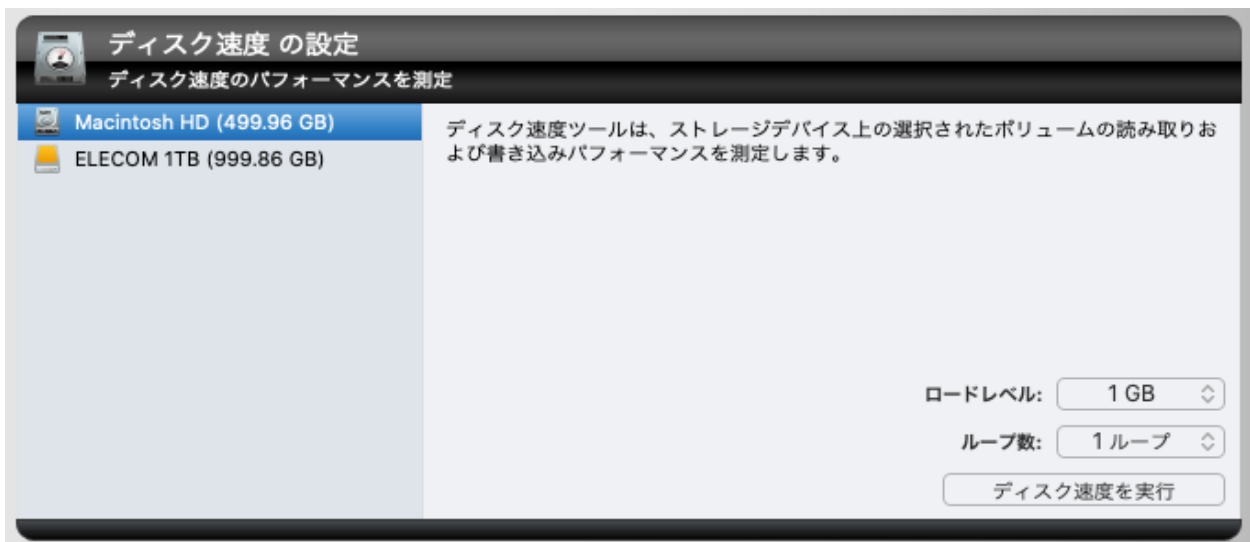 ディスク速度 の設定
ディスク速度のパフォーマンスを測定
Macintosh HD (499.96 GB)
ELECOM 1TB (999.86 GB)
ディスク速度ツールは、ストレージデバイス上の選択されたボリュームの読み取りお
よび書き込みパフォーマンスを測定します。
ロードレベル: 1 GB
ループ数: 1 ループ
ディスク速度を実行